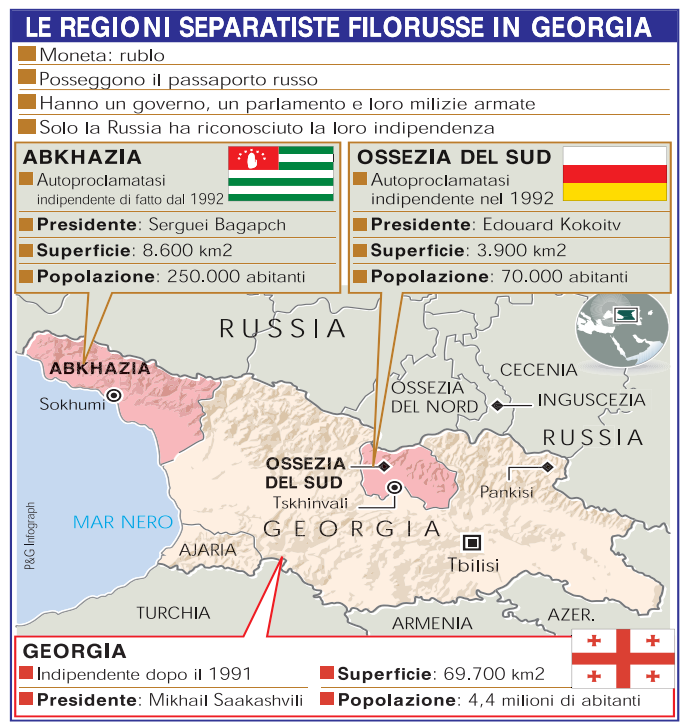 LE REGIONI SEPARATISTE FILORUSSE IN GEORGIA
Moneta: rublo
Posseggono il passaporto russo
Hanno un governo, un parlamento e loro milizie armate
Solo la Russia ha riconosciuto la loro indipendenza
ABKHAZIA
Autoproclamatasi
indipendente di fatto dal 1992
Presidente: Serguei Bagapch
Superficie: 8.600 km2
Popolazione: 250.000 abitanti
OSSEZIA DEL SUD
Autoproclamatasi
indipendente nel 1992
Presidente: Edouard Kokoitv
Superficie: 3.900 km2
Popolazione: 70.000 abitanti
RUSSIA
ABKHAZIA
Sokhumi
CECENIA
OSSEZIA
DEL NORD
INGUSCEZIA
RUSSIA
OSSEZIA
DEL SUD
Tskhinvali
Pankisi
MAR NERO
GEORGIA
AJARIA
Tbilisi
P&G Infograph
TURCHIA
ARMENIA
AZER.
GEORGIA
Indipendente dopo il 1991
Presidente: Mikhail Saakashvili
Superficie: 69.700 km2
Popolazione: 4,4 milioni di abitanti